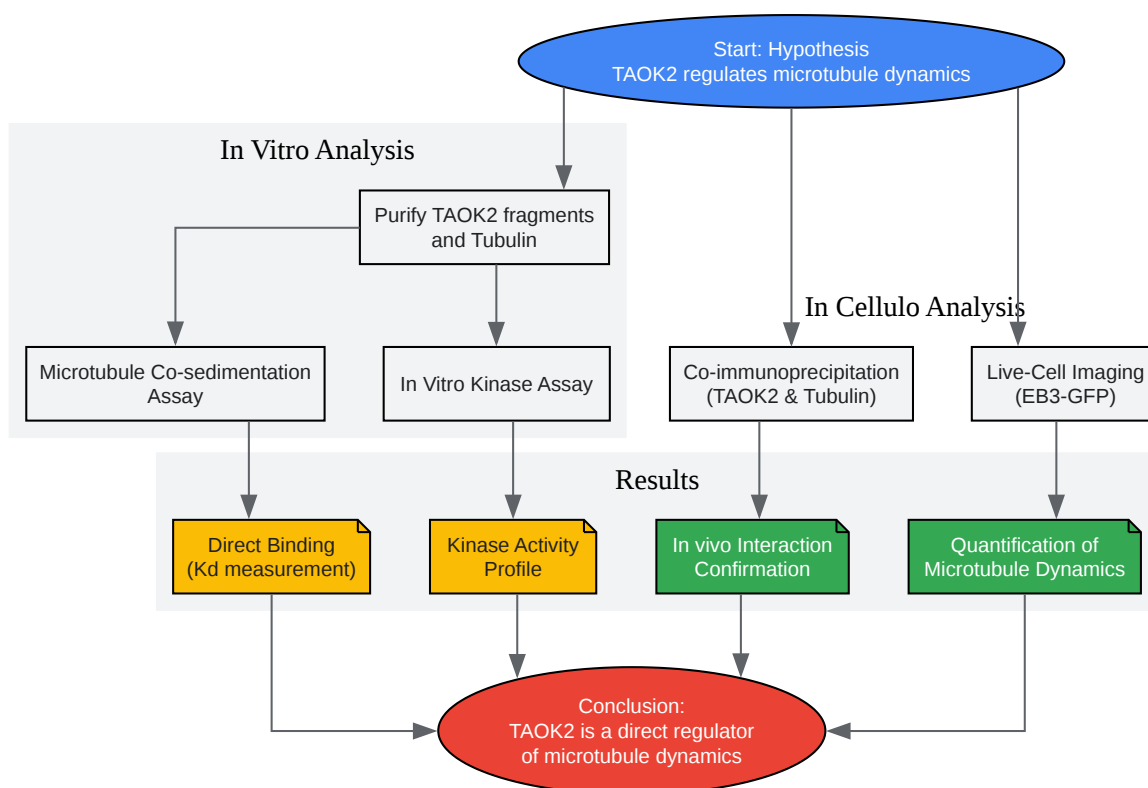 Start: Hypothesis
TAOK2 regulates microtubule dynamics
In Vitro Analysis
Purify TAOK2 fragments
and Tubulin
In Cellulo Analysis
Microtubule Co-sedimentation
Assay
In Vitro Kinase Assay
Co-immunoprecipitation
(TAOK2 & Tubulin)
Live-Cell Imaging
(EB3-GFP)
Results
Direct Binding
(Kd measurement)
Kinase Activity
Profile
In vivo Interaction
Confirmation
Quantification of
Microtubule Dynamics
Conclusion:
TAOK2 is a direct regulator
of microtubule dynamics